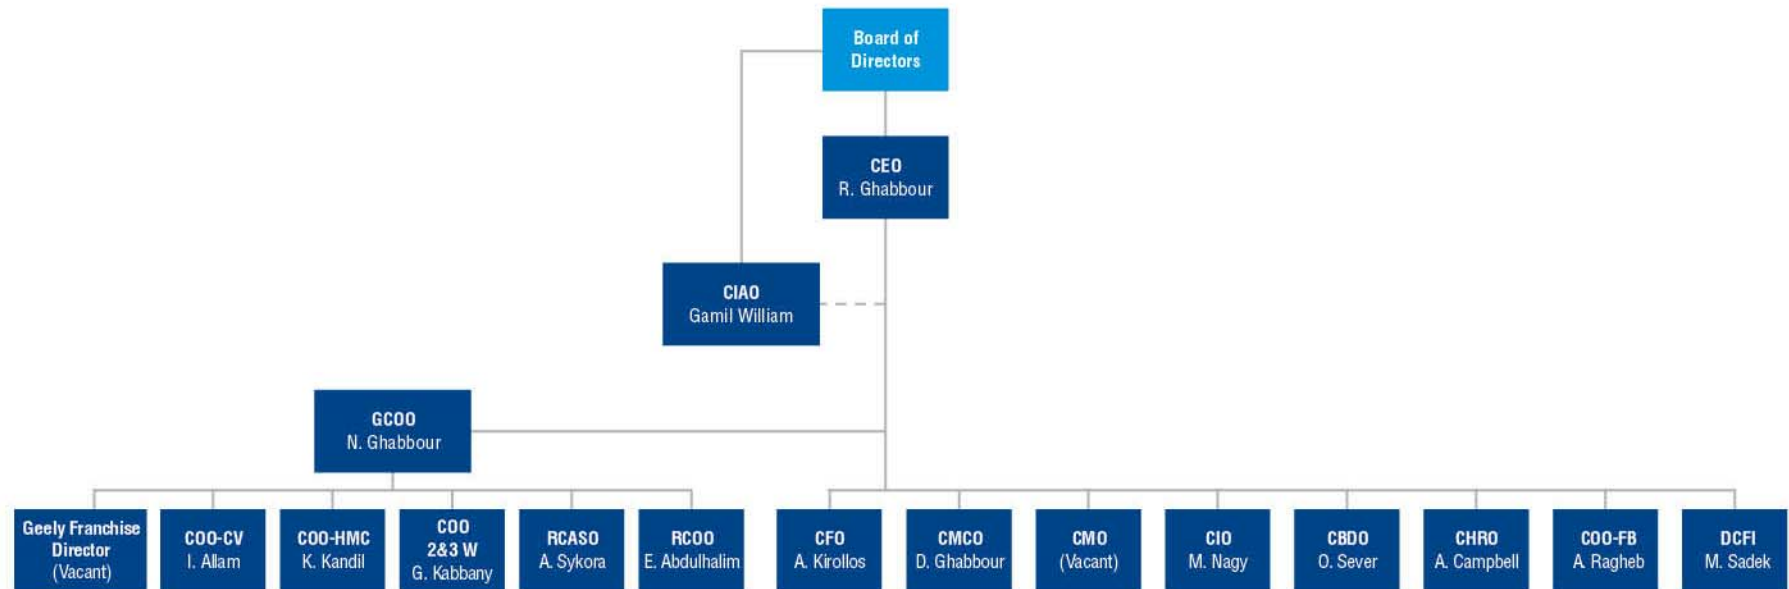 Board of
Directors
CEO
R. Ghabbour
CIAO
Gamil William
GCOO
N. Ghabbour
Geely Franchise
Director
(Vacant)
COO-CV
I. Allam
COO-HMC
K. Kandil
COO
2&3 W
G. Kabbany
RCASO
A. Sykora
RCOO
E. Abdulhalim
CFO
A. Kirollos
CMCO
D. Ghabbour
CMO
(Vacant)
CIO
M. Nagy
CBDO
O. Sever
CHRO
A. Campbell
COO-FB
A. Ragheb
DCFI
M. Sadek